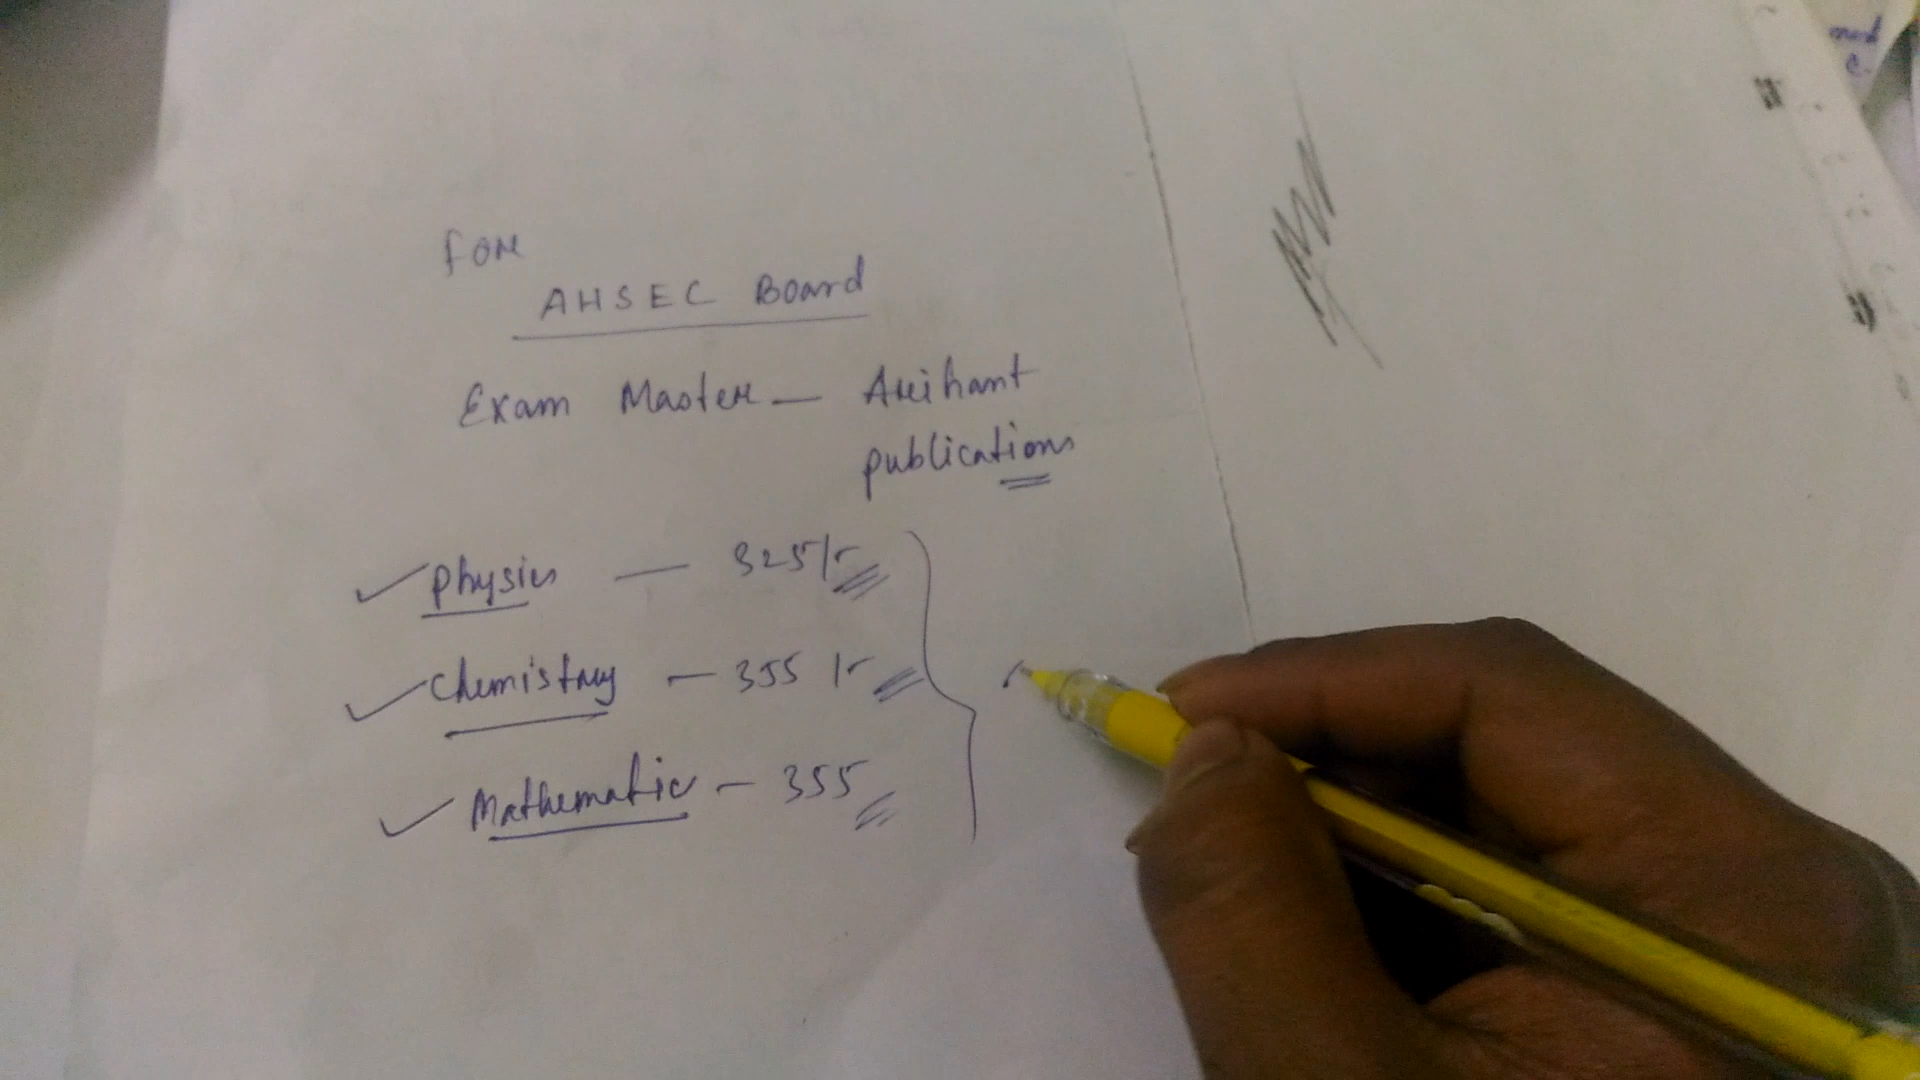 For
AHSEC Board
Exam Master — Arihant
publications
Physics — 325/-
Chemistry — 355/-
Mathematic — 355